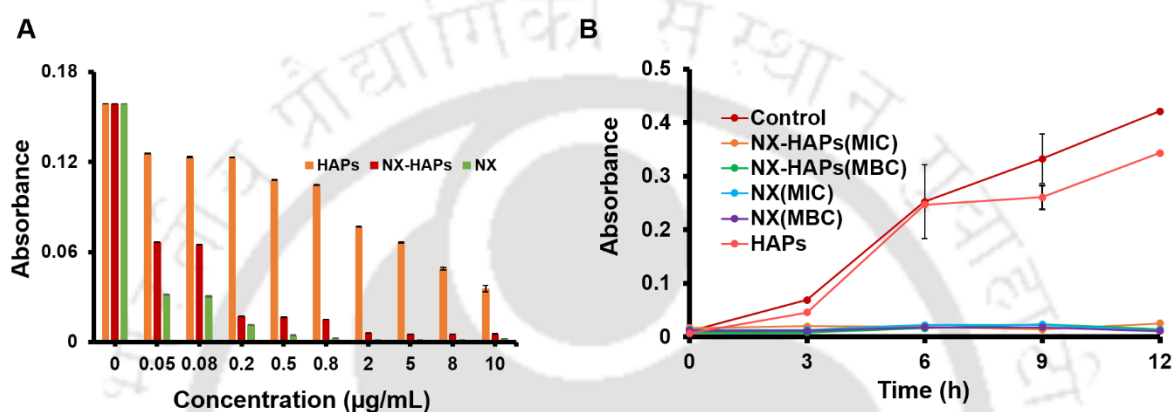 A
Absorbance
0.18
0.12
0.06
0
HAPs NX-HAPs NX
0 0.05 0.08 0.2 0.5 0.8 2 5 8 10
Concentration (µg/mL)
B
Absorbance
0.5
0.4
0.3
0.2
0.1
0
Control
NX-HAPs(MIC)
NX-HAPs(MBC)
NX(MIC)
NX(MBC)
HAPs
0 3 6 9 12
Time (h)